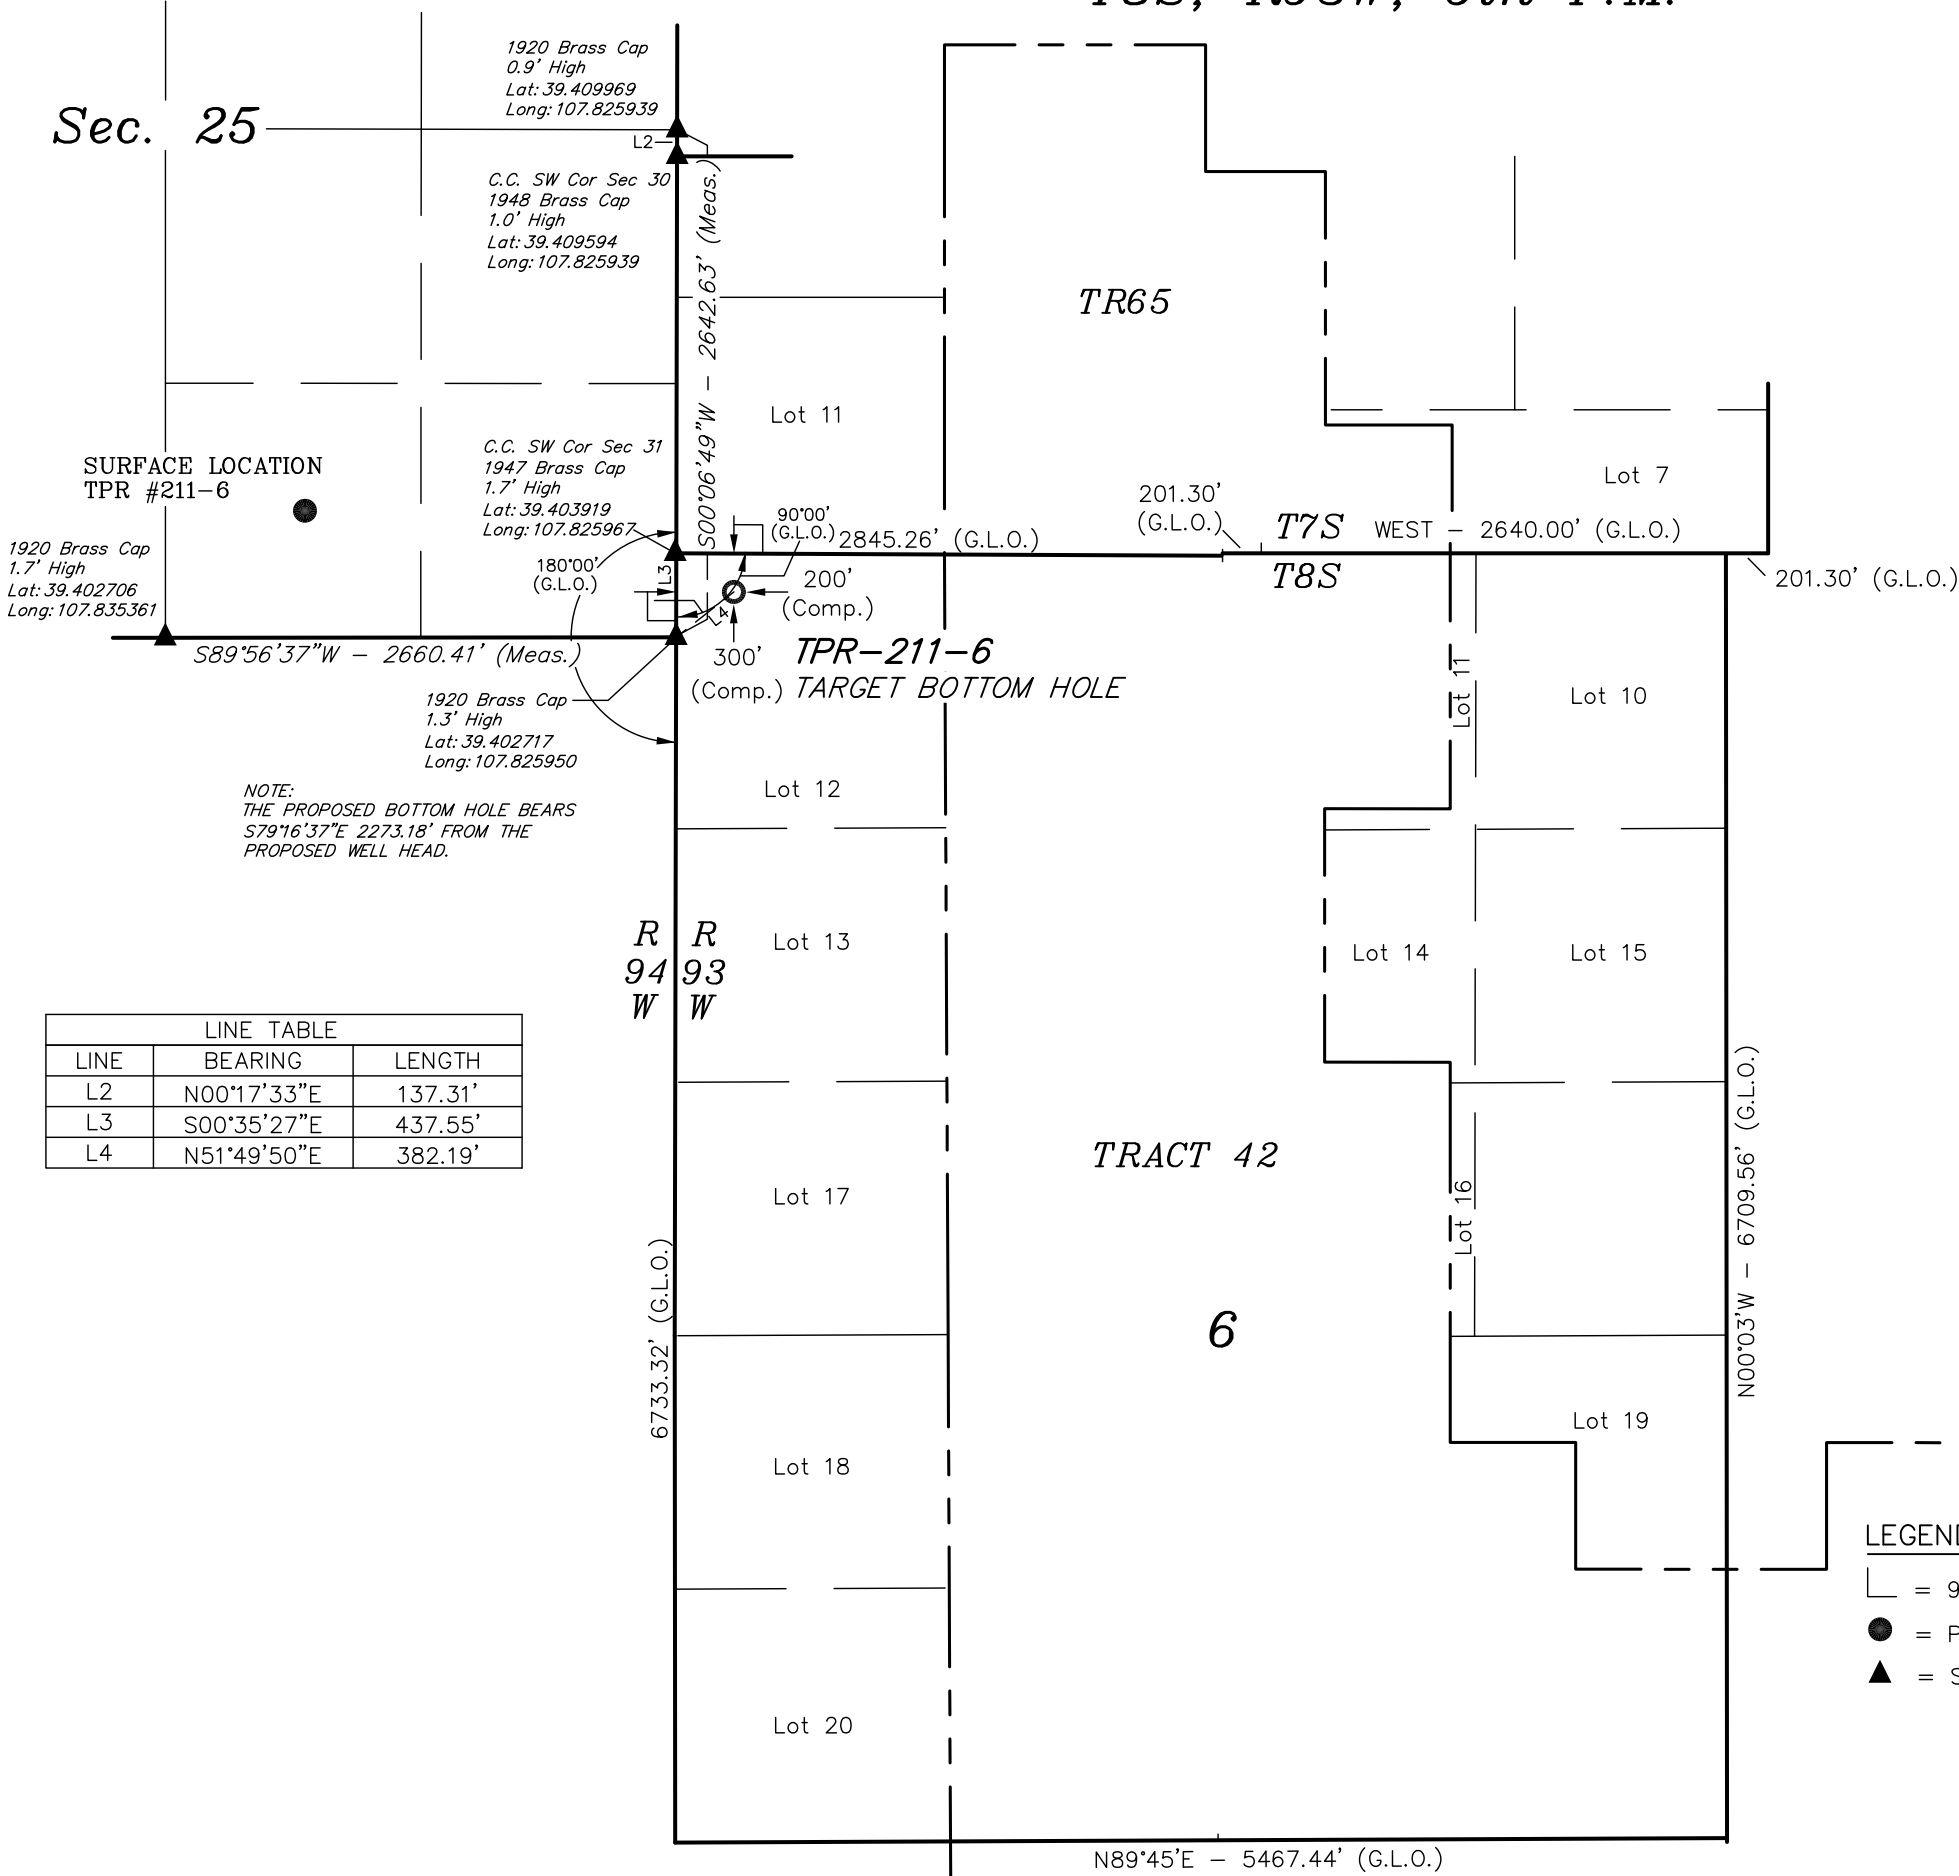 1920 Brass Cap
0.9' High
Lat: 39.409969
Long: 107.825939
Sec. 25
L2
C.C. SW Cor Sec 30
1948 Brass Cap
1.0' High
Lat: 39.409594
Long: 107.825939
S00°06'49"W - 2642.63' (Meas.)
TR65
Lot 11
Lot 7
SURFACE LOCATION
TPR #211-6
C.C. SW Cor Sec 31
1947 Brass Cap
1.7' High
Lat: 39.403919
Long: 107.825967
90°00'
(G.L.O.)
2845.26' (G.L.O.)
201.30'
(G.L.O.)
T7S
WEST - 2640.00' (G.L.O.)
T8S
201.30' (G.L.O.)
1920 Brass Cap
1.7' High
Lat: 39.402706
Long: 107.835361
180°00'
(G.L.O.)
L3
L4
200'
(Comp.)
300'
(Comp.)
TPR-211-6
TARGET BOTTOM HOLE
S89°56'37"W - 2660.41' (Meas.)
1920 Brass Cap
1.3' High
Lat: 39.402717
Long: 107.825950
Lot 11
Lot 10
Lot 12
NOTE:
THE PROPOSED BOTTOM HOLE BEARS
S79°16'37"E 2273.18' FROM THE
PROPOSED WELL HEAD.
R R
94 93
W W
Lot 13
Lot 14
Lot 15
LINE TABLE
LINE BEARING LENGTH
L2 N00°17'33"E 137.31'
L3 S00°35'27"E 437.55'
L4 N51°49'50"E 382.19'
TRACT 42
Lot 17
Lot 16
6733.32' (G.L.O.)
N00°03'W - 6709.56' (G.L.O.)
6
Lot 19
Lot 18
Lot 20
N89°45'E - 5467.44' (G.L.O.)
= 9
= P
= S